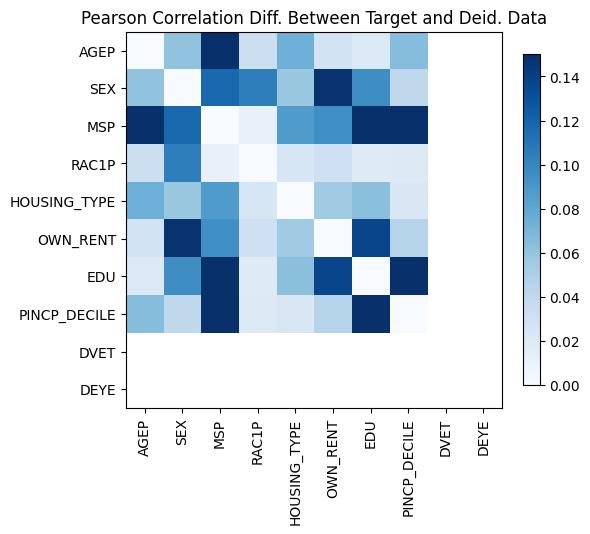 Pearson Correlation Diff. Between Target and Deid. Data
AGEP
SEX
MSP
RAC1P
HOUSING_TYPE
OWN_RENT
EDU
PINCP_DECILE
DVET
DEYE
AGEP
SEX
MSP
RAC1P
HOUSING_TYPE
OWN_RENT
EDU
PINCP_DECILE
DVET
DEYE
0.14
0.12
0.10
0.08
0.06
0.04
0.02
0.00